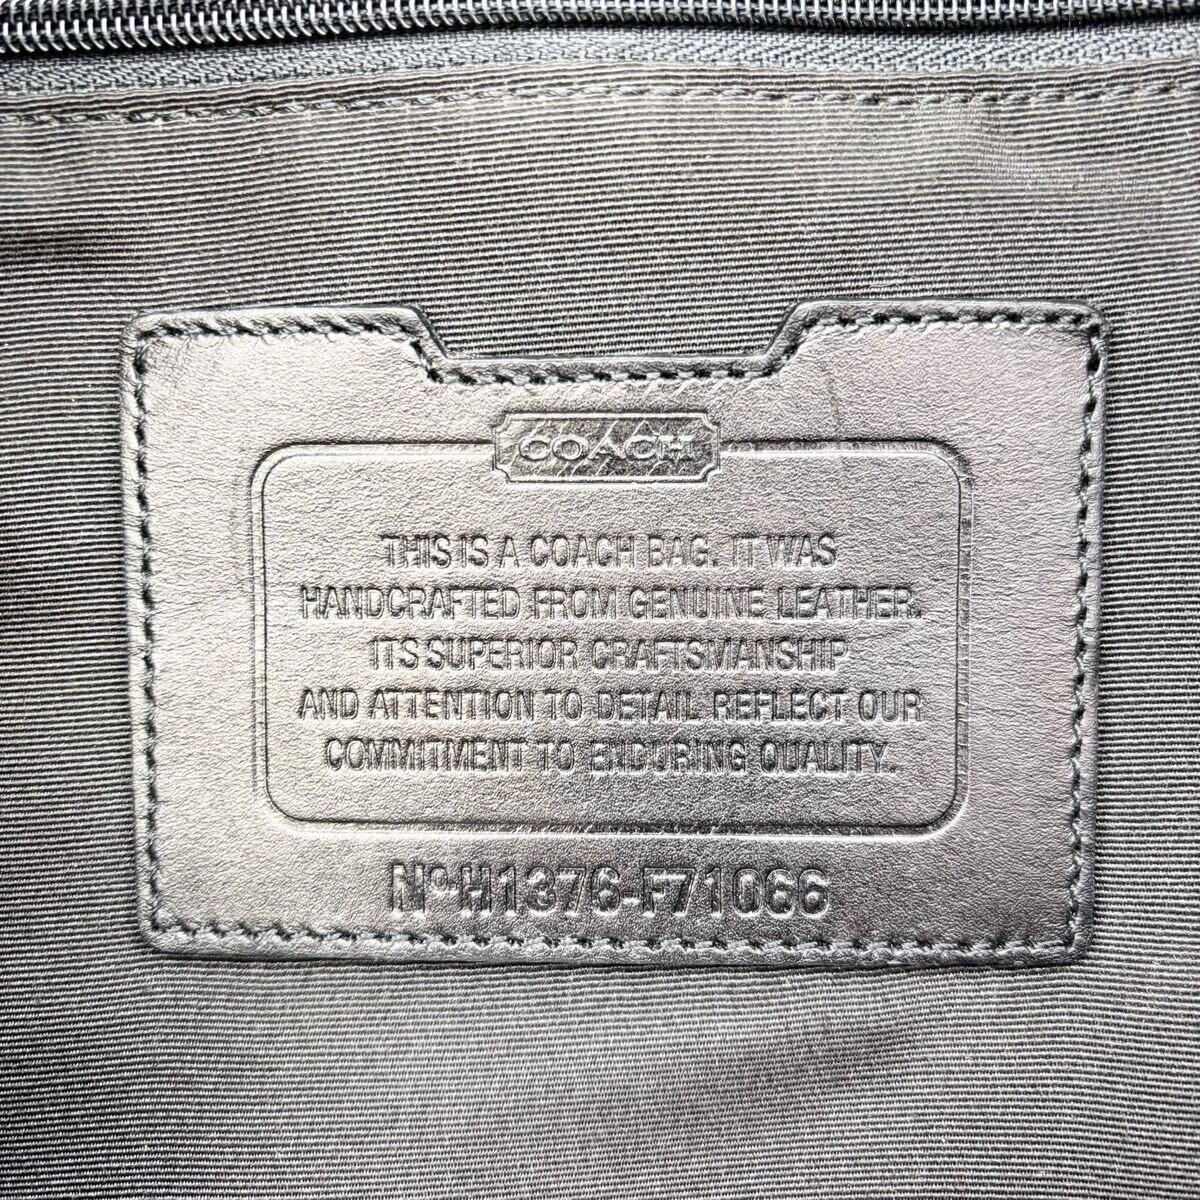 COACH
THIS IS A COACH BAG. IT WAS
HANDCRAFTED FROM GENUINE LEATHER.
ITS SUPERIOR CRAFTSMANSHIP
AND ATTENTION TO DETAIL REFLECT OUR
COMMITMENT TO ENDURING QUALITY.
Nº H1376-F71066